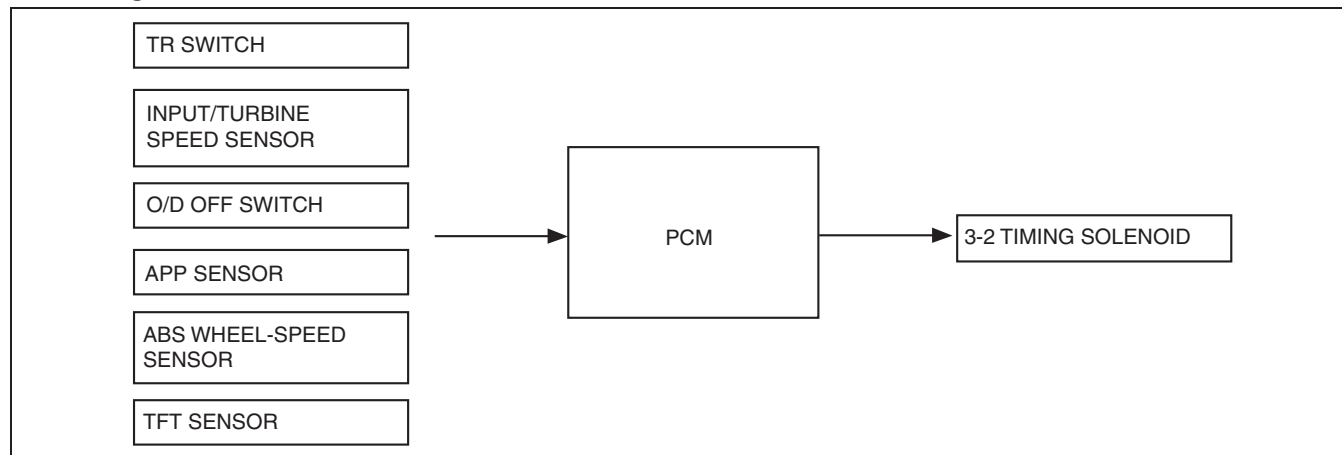 TR SWITCH
INPUT/TURBINE
SPEED SENSOR
O/D OFF SWITCH
APP SENSOR
ABS WHEEL-SPEED
SENSOR
TFT SENSOR
PCM
3-2 TIMING SOLENOID